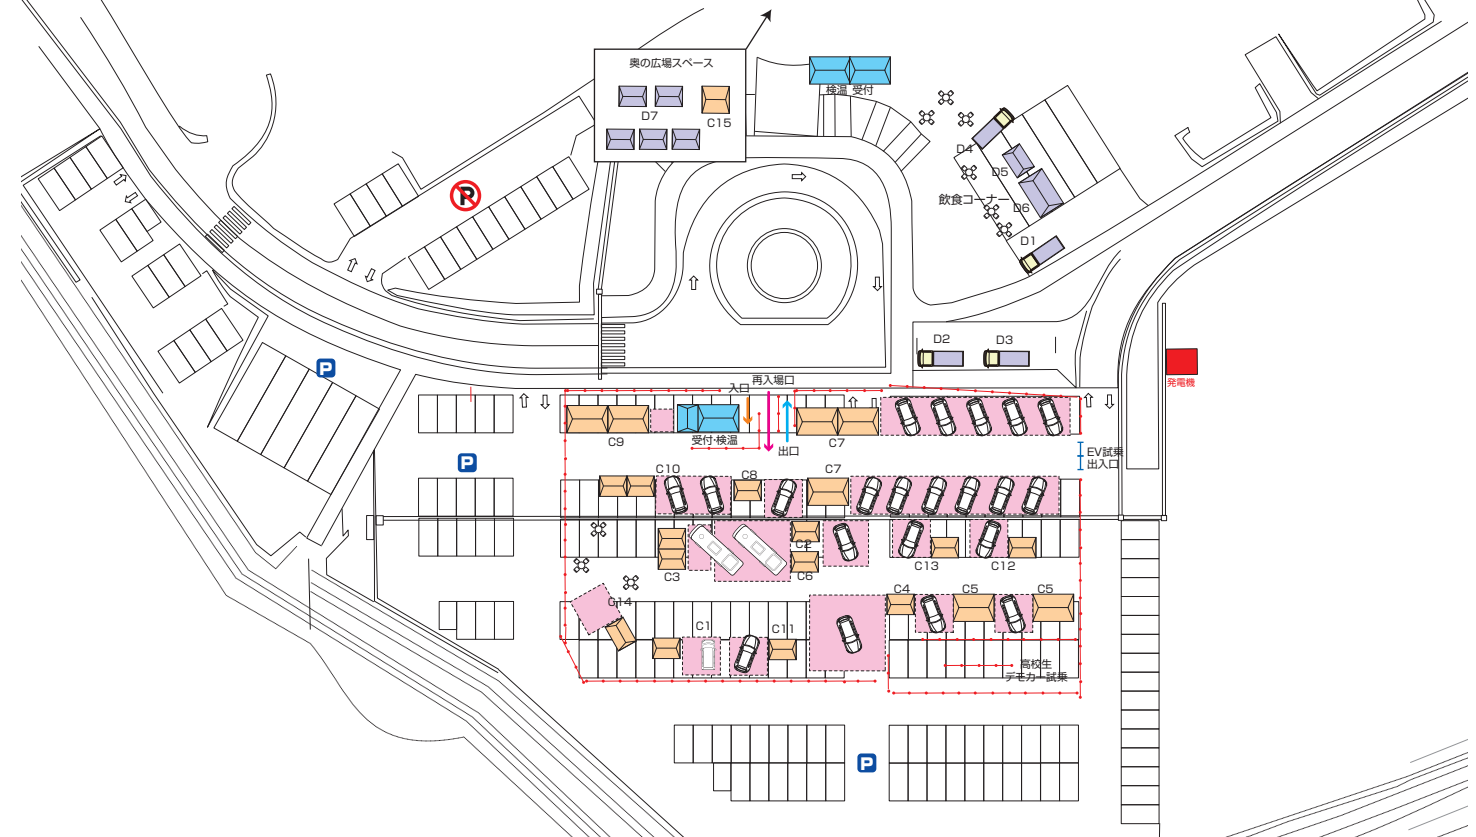 奥の広場スペース
D7
C15
検温 受付
D4
D5
飲食コーナー
D6
D1
P
D2
D3
発電機
P
再入場口
入口
C9
受付・検温
出口
C7
EV試乗
出入口
P
C10
C8
C7
C2
C3
C6
C13
C12
C14
C1
C11
C4
C5
C5
高校生
デモカー試乗
P